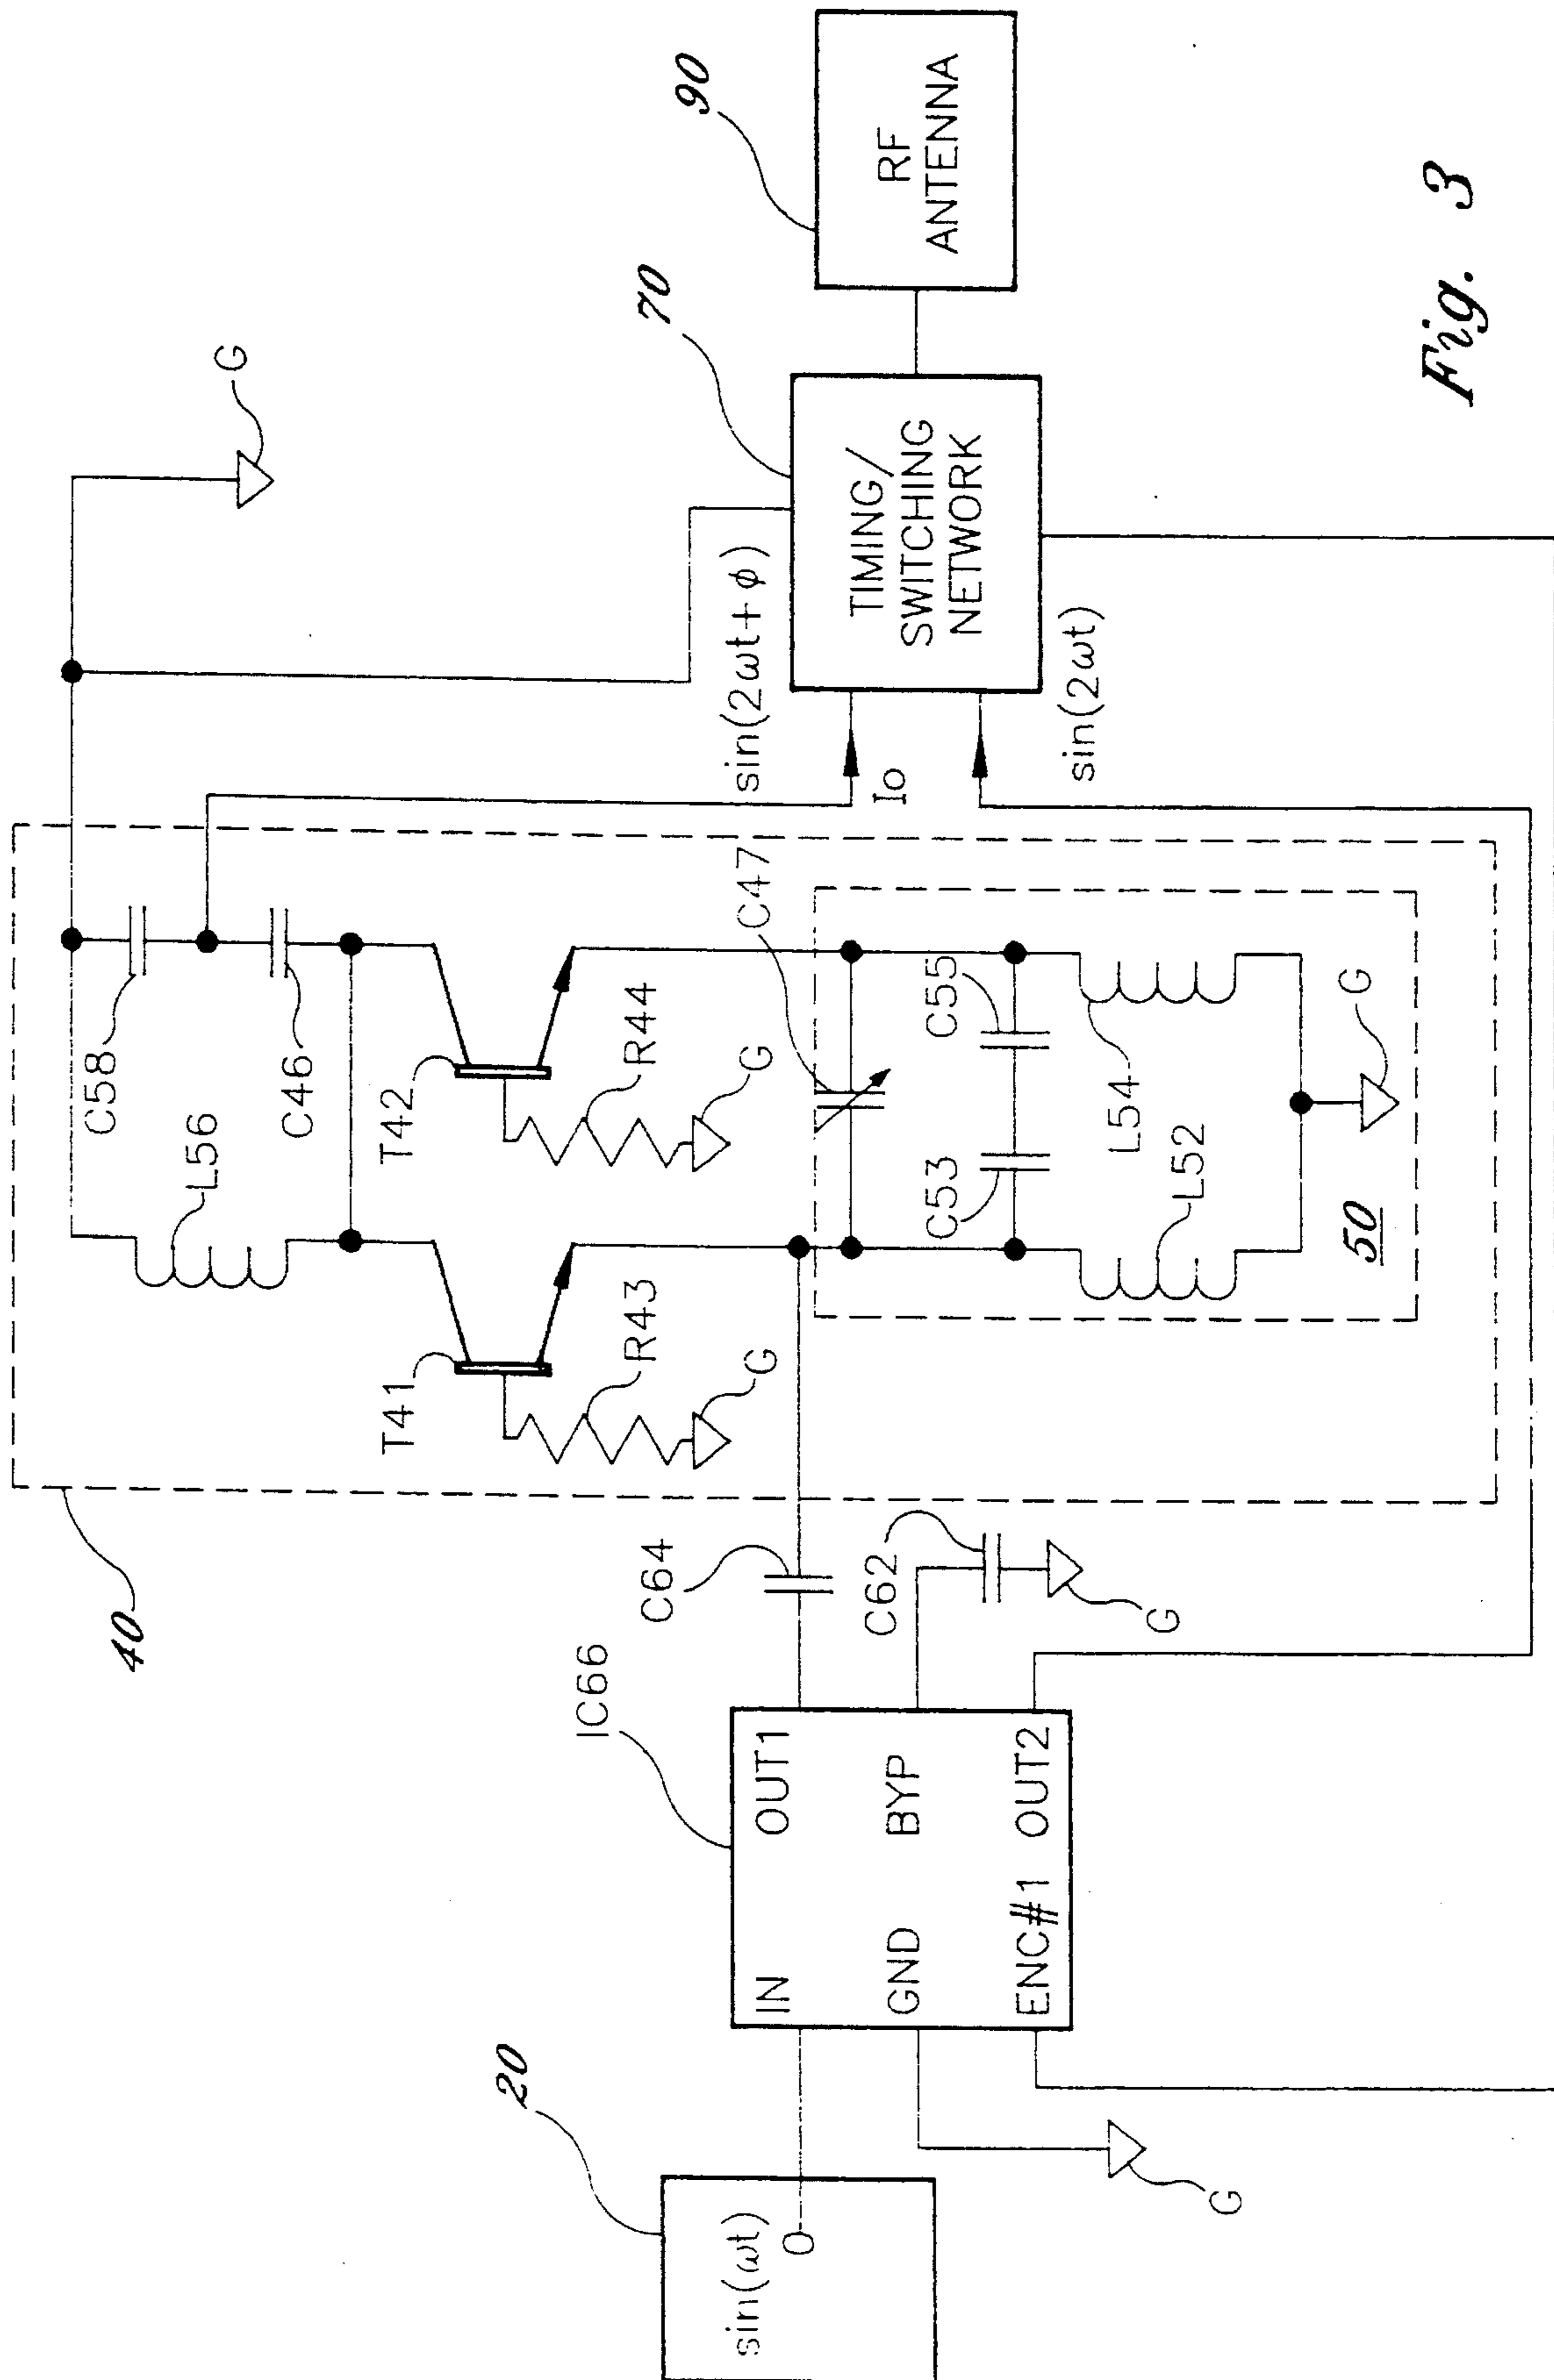 40
C58
L56
C46
T41
T42
R43
R44
G
G
C47
C53
C55
L52
L54
50
G
20
sin(ωt)
O
IC66
IN
OUT1
GND
BYP
ENC#1
OUT2
G
C64
C62
G
G
sin(2ωt+ϕ)
Io
sin(2ωt)
70
TIMING/
SWITCHING
NETWORK
90
RF
ANTENNA
Fig. 3